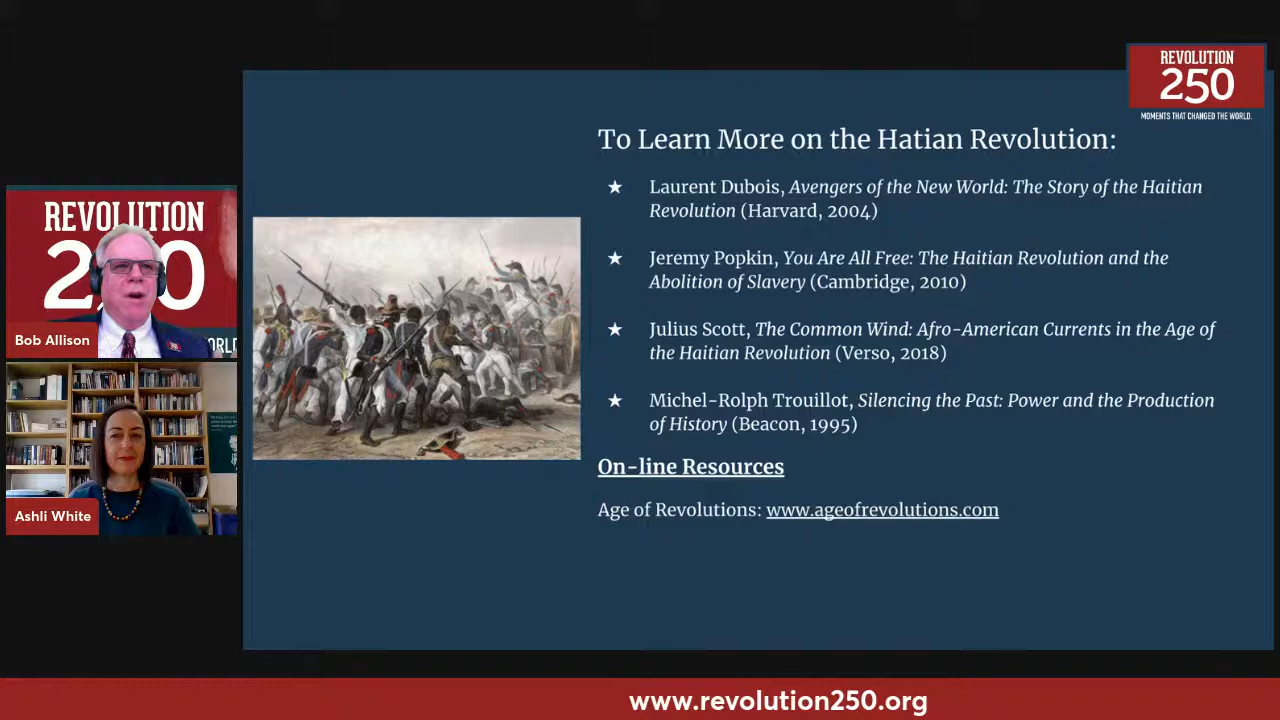 REVOLUTION
250
MOMENTS THAT CHANGED THE WORLD.
To Learn More on the Hatian Revolution:
★ Laurent Dubois, Avengers of the New World: The Story of the Haitian
Revolution (Harvard, 2004)
★ Jeremy Popkin, You Are All Free: The Haitian Revolution and the
Abolition of Slavery (Cambridge, 2010)
★ Julius Scott, The Common Wind: Afro-American Currents in the Age of
the Haitian Revolution (Verso, 2018)
★ Michel-Rolph Trouillot, Silencing the Past: Power and the Production
of History (Beacon, 1995)
On-line Resources
Age of Revolutions: www.ageofrevolutions.com
REVOLUTION
Bob Allison
Ashli White
www.revolution250.org